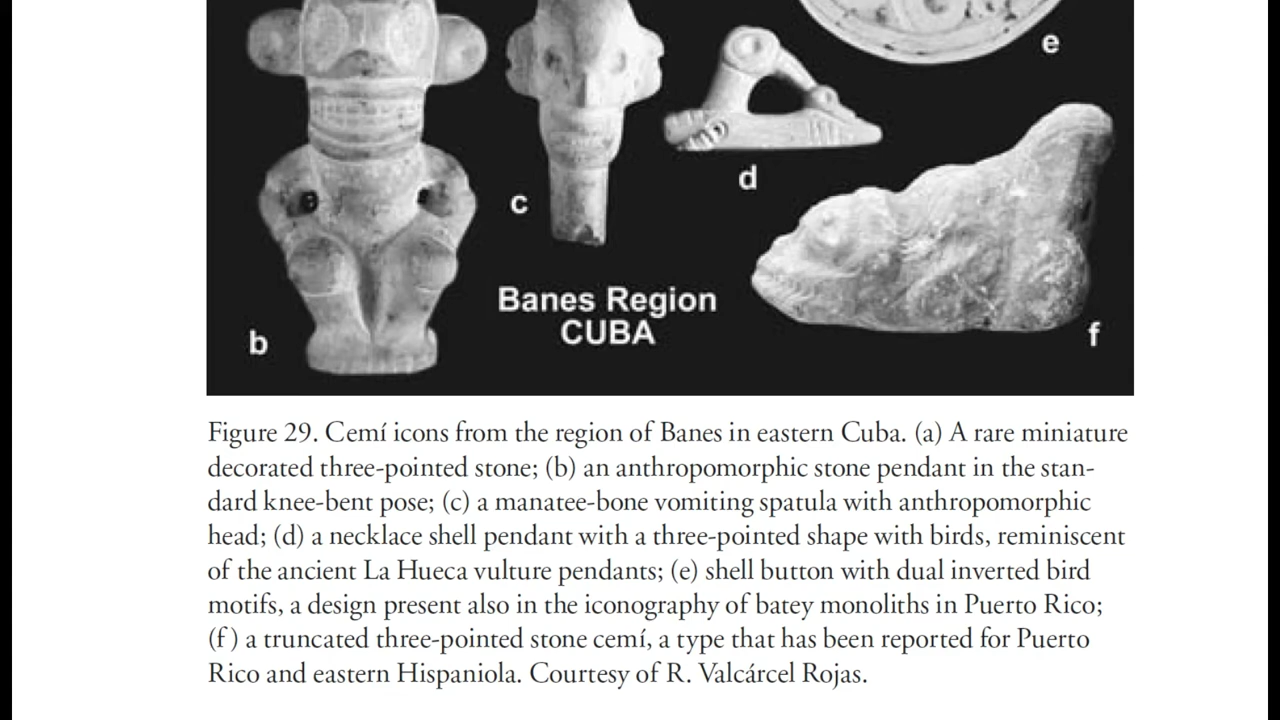 e
d
c
Banes Region
CUBA
b
f
Figure 29. Cemí icons from the region of Banes in eastern Cuba. (a) A rare miniature
decorated three-pointed stone; (b) an anthropomorphic stone pendant in the stan-
dard knee-bent pose; (c) a manatee-bone vomiting spatula with anthropomorphic
head; (d) a necklace shell pendant with a three-pointed shape with birds, reminiscent
of the ancient La Hueca vulture pendants; (e) shell button with dual inverted bird
motifs, a design present also in the iconography of batey monoliths in Puerto Rico;
(f) a truncated three-pointed stone cemí, a type that has been reported for Puerto
Rico and eastern Hispaniola. Courtesy of R. Valcárcel Rojas.